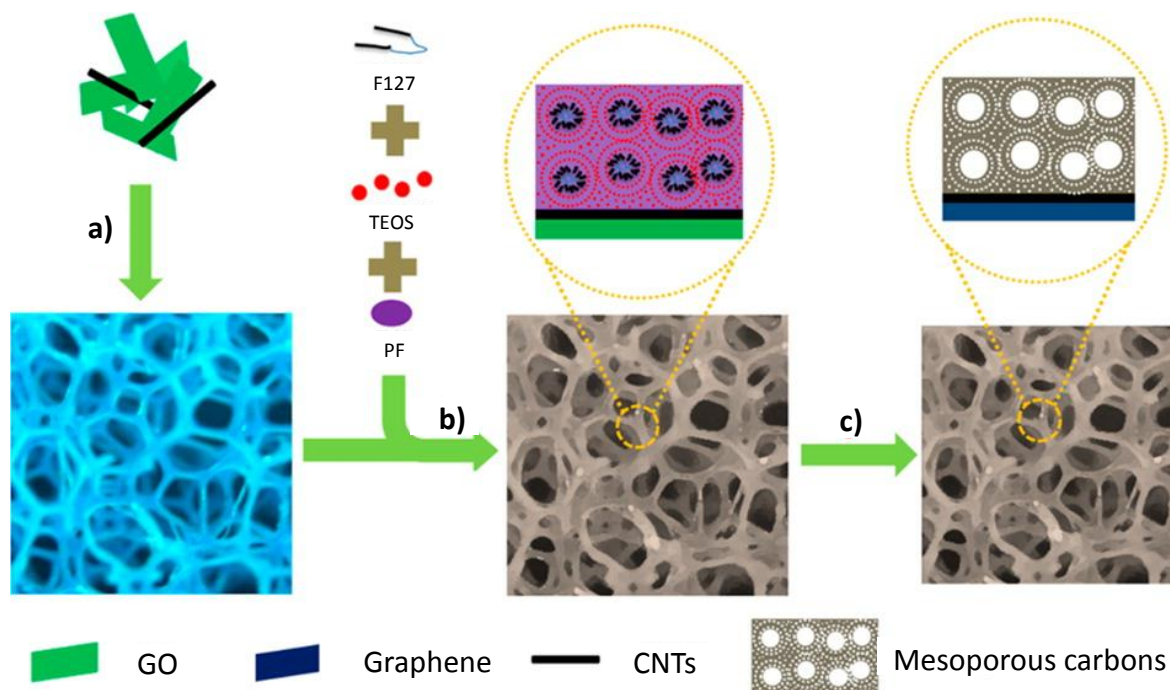 a)
F127
TEOS
PF
b)
c)
GO
Graphene
CNTs
Mesoporous carbons